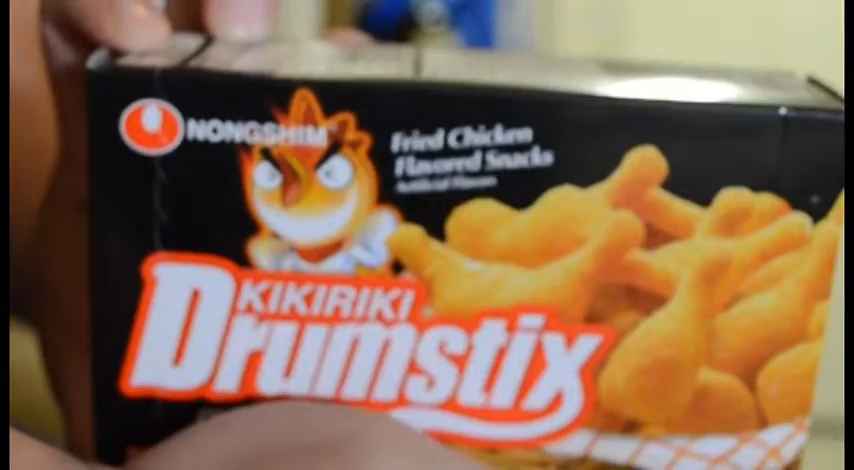 NONGSHIM
Fried Chicken
Flavored Snacks
Artificial Flavors
KIKIRIKI
Drumstix